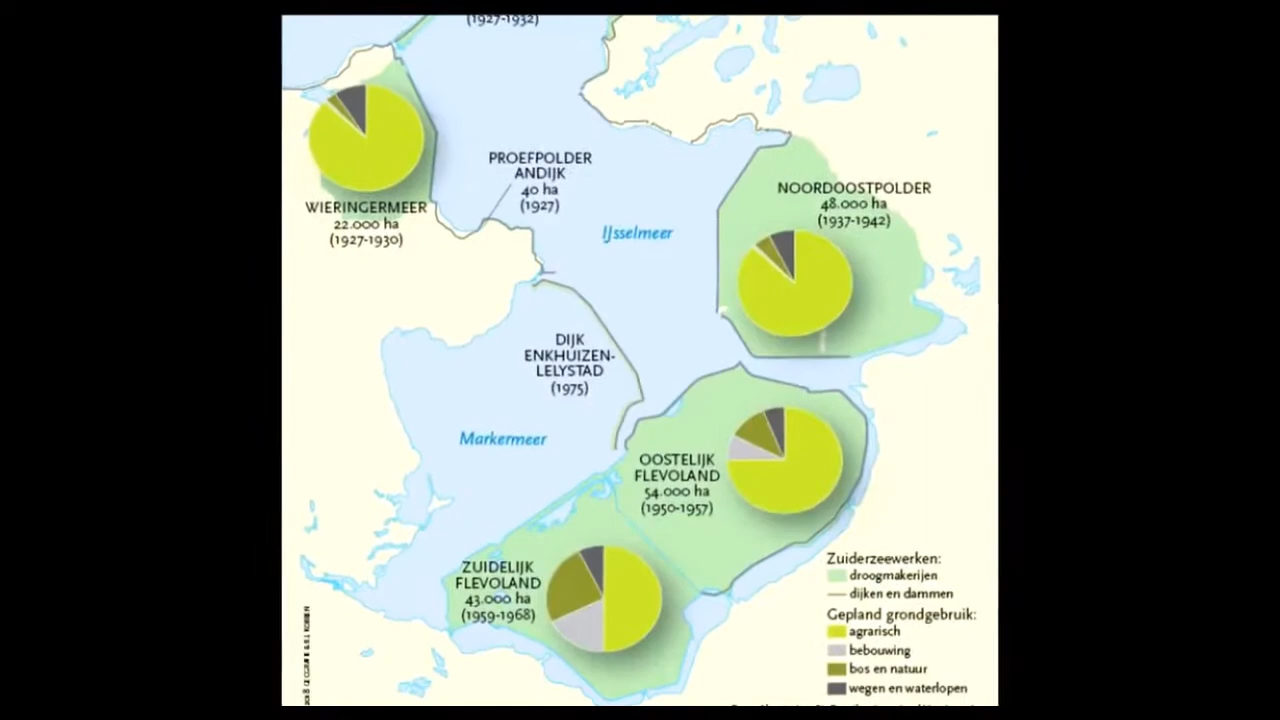 (1927-1932)
PROEFPOLDER
ANDIJK
40 ha
(1927)
NOORDOOSTPOLDER
48.000 ha
(1937-1942)
WIERINGERMEER
22.000 ha
(1927-1930)
IJsselmeer
DIJK
ENKHUIZEN-
LELYSTAD
(1975)
Markermeer
OOSTELIJK
FLEVOLAND
54.000 ha
(1950-1957)
ZUIDELIJK
FLEVOLAND
43.000 ha
(1959-1968)
Zuiderzeewerken:
droogmakerijen
dijken en dammen
Gepland grondgebruik:
agrarisch
bebouwing
bos en natuur
wegen en waterlopen